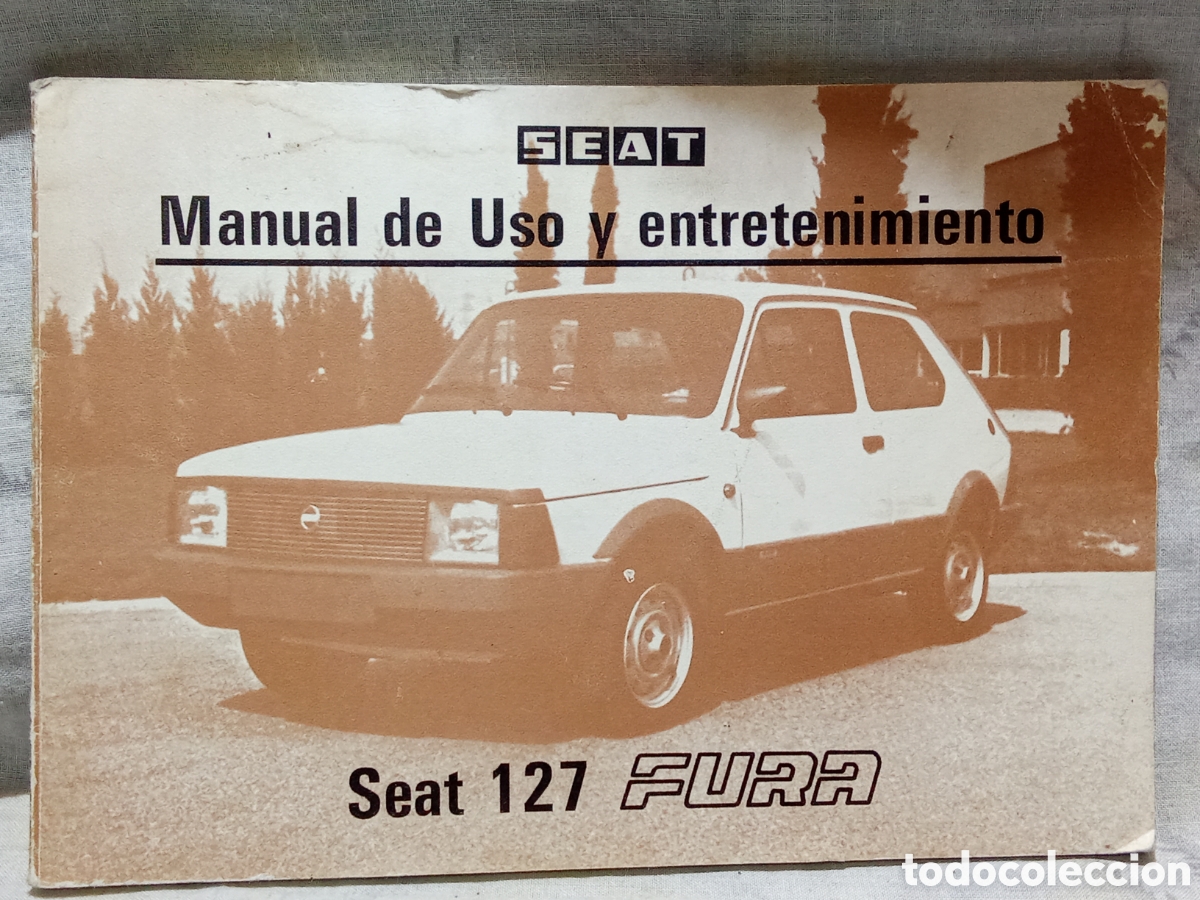 SEAT
Manual de Uso y entretenimiento
Seat 127 FURA
todocoleccion